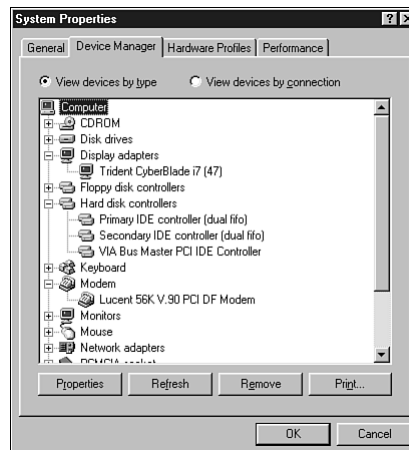 System Properties
General Device Manager Hardware Profiles Performance
View devices by type View devices by connection
Computer
CDROM
Disk drives
Display adapters
Trident CyberBlade i7 (47)
Floppy disk controllers
Hard disk controllers
Primary IDE controller (dual fifo)
Secondary IDE controller (dual fifo)
VIA Bus Master PCI IDE Controller
Keyboard
Modem
Lucent 56K V.90 PCI DF Modem
Monitors
Mouse
Network adapters
PCMCIA socket
Properties Refresh Remove Print...
OK Cancel